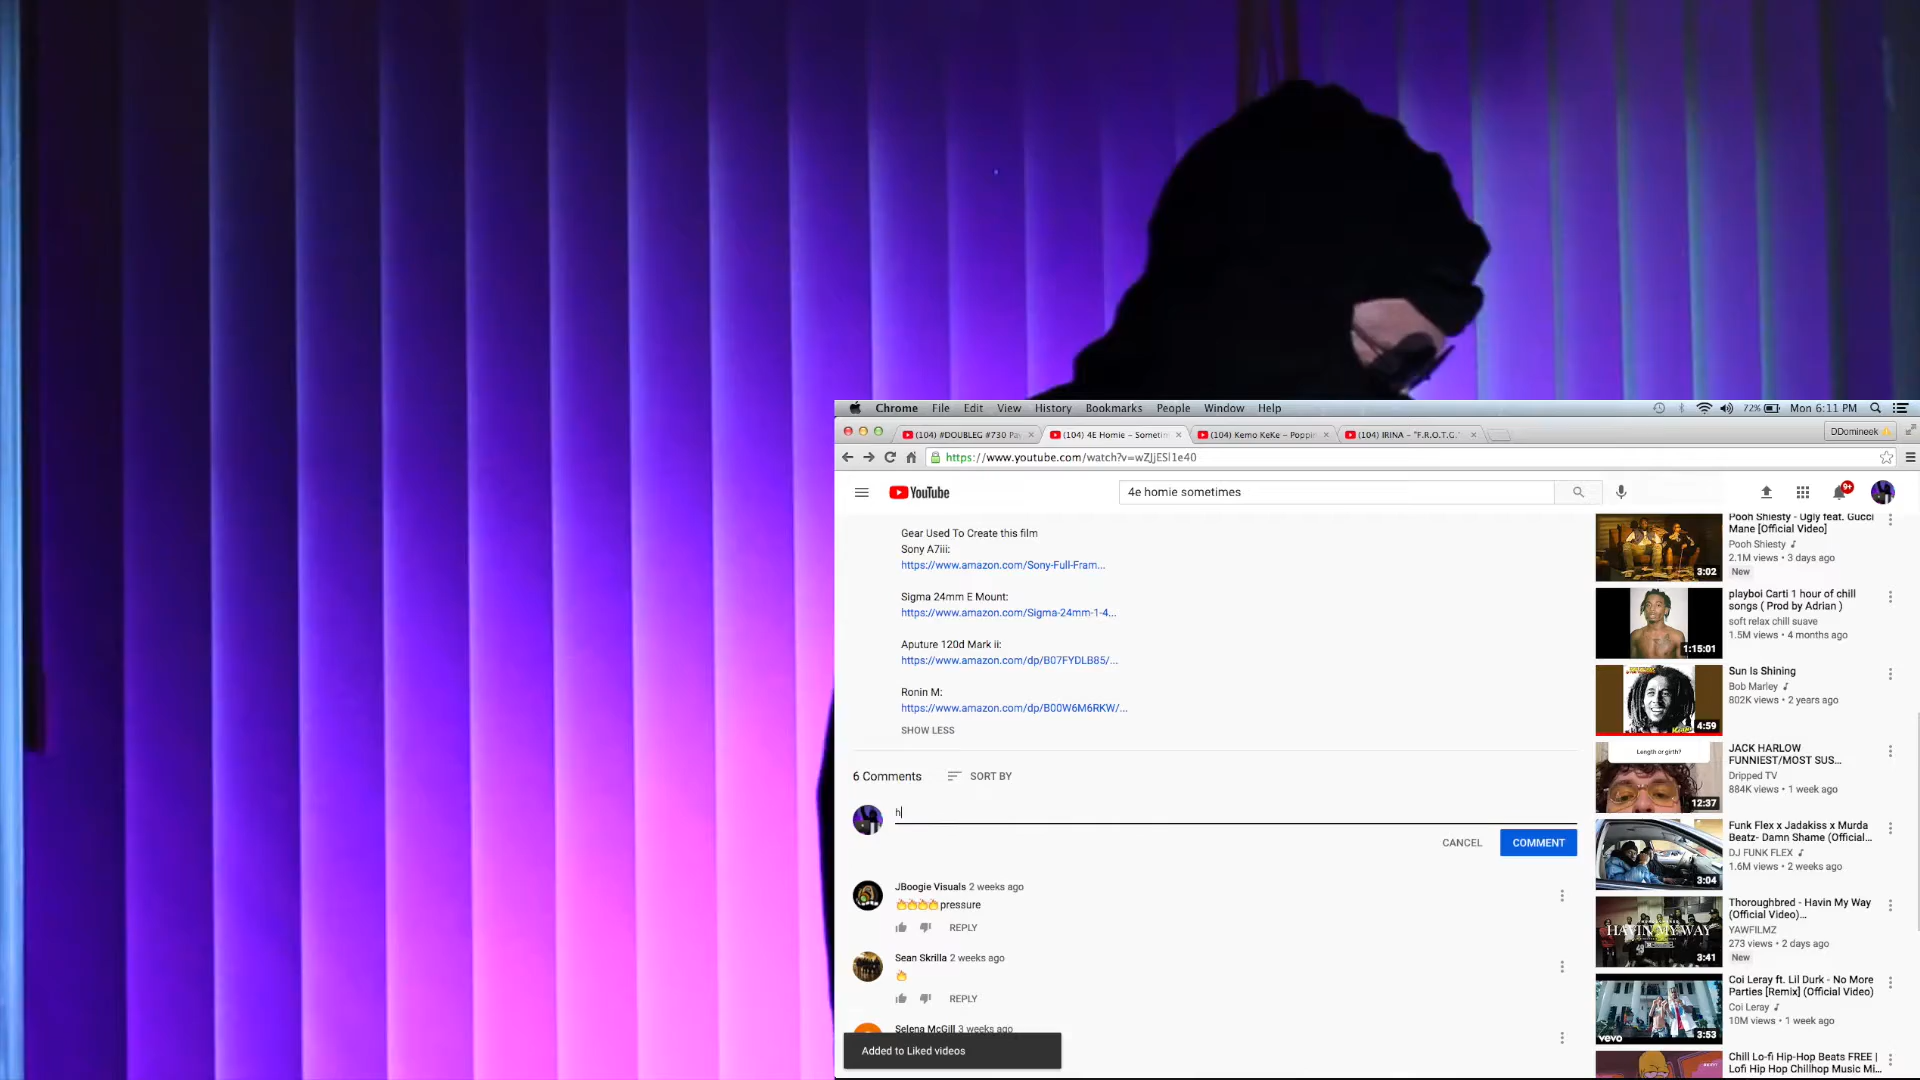 Chrome File Edit View History Bookmarks People Window Help
72% Mon 6:11 PM
(104) #DOUBLEG #730 Pa
(104) 4E Homie – Sometim
(104) Kemo KeKe – Poppin
(104) IRINA – "F.R.O.T.G."
DDomineek
https://www.youtube.com/watch?v=wZJjESl1e40
YouTube
4e homie sometimes
9+
Gear Used To Create this film
Sony A7iii:
https://www.amazon.com/Sony-Full-Fram...
Sigma 24mm E Mount:
https://www.amazon.com/Sigma-24mm-1-4...
Aputure 120d Mark ii:
https://www.amazon.com/dp/B07FYDLB85/...
Ronin M:
https://www.amazon.com/dp/B00W6M6RKW/...
SHOW LESS
6 Comments SORT BY
h
CANCEL COMMENT
JBoogie Visuals 2 weeks ago
🔥🔥🔥🔥pressure
REPLY
Sean Skrilla 2 weeks ago
🔥
REPLY
Selena McGill 3 weeks ago
Added to Liked videos
Pooh Shiesty - Ugly feat. Gucci
Mane [Official Video]
Pooh Shiesty
2.1M views • 3 days ago
New
3:02
playboi Carti 1 hour of chill
songs ( Prod by Adrian )
soft relax chill suave
1.5M views • 4 months ago
1:15:01
Sun Is Shining
Bob Marley
802K views • 2 years ago
4:59
Length or girth?
JACK HARLOW
FUNNIEST/MOST SUS...
Dripped TV
884K views • 1 week ago
12:37
Funk Flex x Jadakiss x Murda
Beatz- Damn Shame (Official...
DJ FUNK FLEX
1.6M views • 2 weeks ago
3:04
Thoroughbred - Havin My Way
(Official Video)...
YAWFILMZ
273 views • 2 days ago
New
HAVIN MY WAY
3:41
Coi Leray ft. Lil Durk - No More
Parties [Remix] (Official Video)
Coi Leray
10M views • 1 week ago
vevo
3:53
Chill Lo-fi Hip-Hop Beats FREE |
Lofi Hip Hop Chillhop Music Mi...